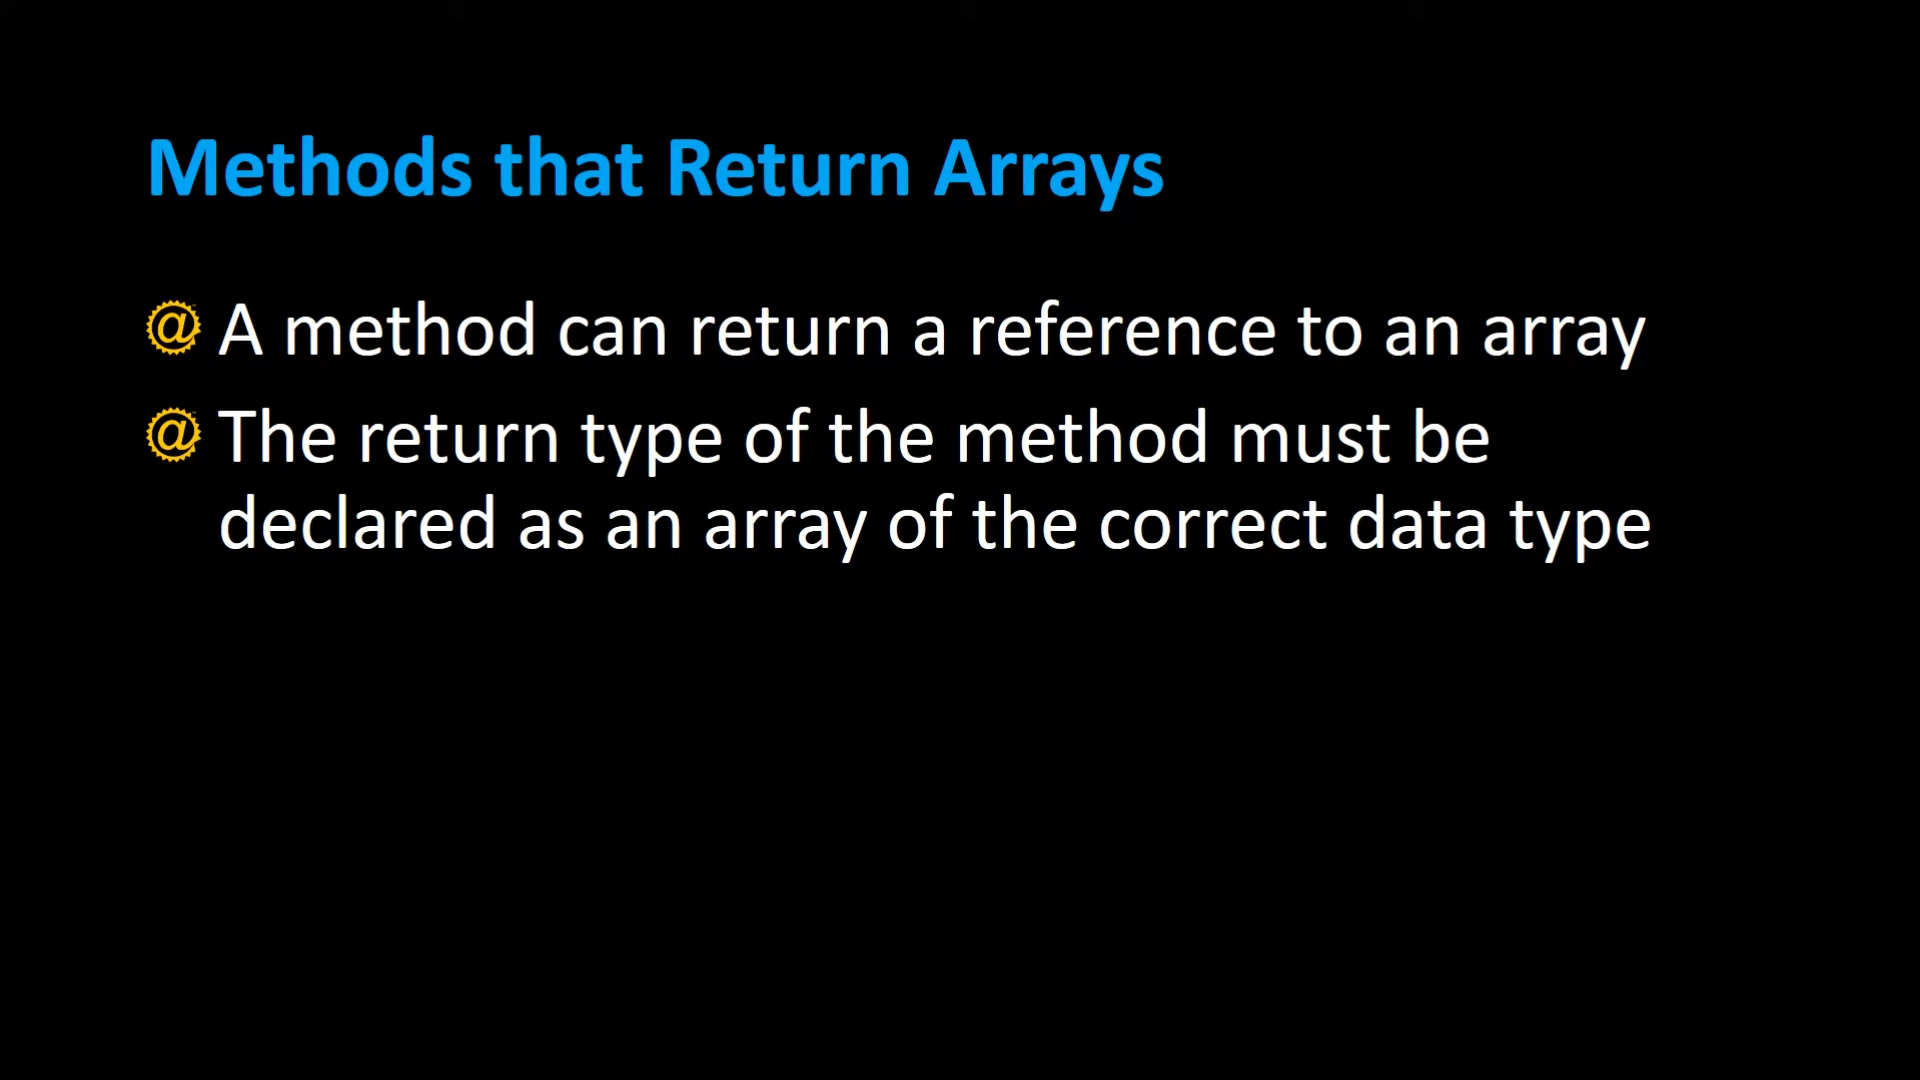 Methods that Return Arrays
@ A method can return a reference to an array
@ The return type of the method must be
declared as an array of the correct data type